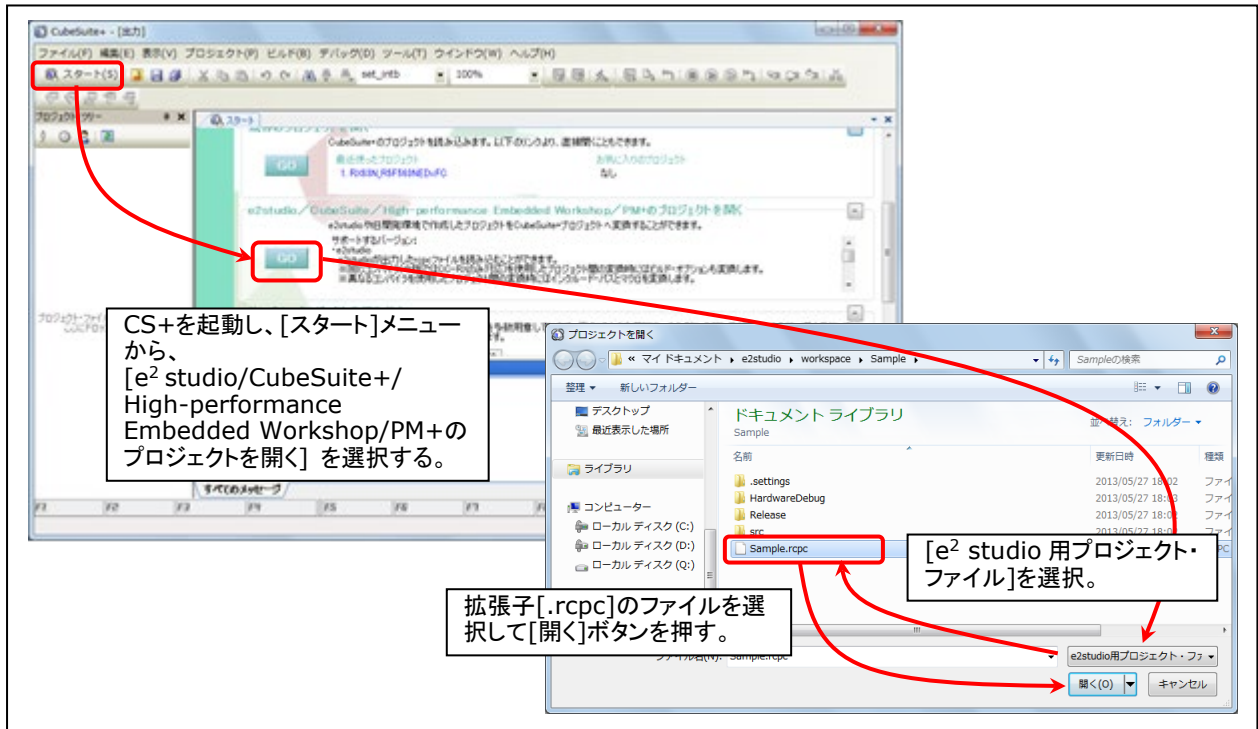 CubeSuite+ - [出力]
ファイル(F) 編集(E) 表示(V) プロジェクト(P) ビルド(B) デバッグ(D) ツール(T) ウインドウ(W) ヘルプ(H)
スタート(S)
set_intb
100%
スタート
CubeSuite+のプロジェクトを読み込みます。以下のリンクより、直接開くこともできます。
GO
最近使ったプロジェクト
お気に入りのプロジェクト
なし
e2studio/CubeSuite/High-performance Embedded Workshop/PM+のプロジェクトを開く
e2studioや旧開発環境で作成したプロジェクトをCubeSuite+プロジェクトへ変換することができます。
サポートするバージョン:
・e2studio
GO
すべてのメッセージ
F1
F2
F3
F4
F5
F6
F7
CS+を起動し、[スタート]メニュー
から、
[e² studio/CubeSuite+/
High-performance
Embedded Workshop/PM+の
プロジェクトを開く] を選択する。
プロジェクトを開く
« マイ ドキュメント ▸ e2studio ▸ workspace ▸ Sample ▸
Sampleの検索
整理 ▾
新しいフォルダー
デスクトップ
最近表示した場所
ライブラリ
コンピューター
ローカル ディスク (C:)
ローカル ディスク (D:)
ローカル ディスク (Q:)
ドキュメント ライブラリ
Sample
フォルダー ▾
名前
更新日時
種類
.settings
2013/05/27 18:02
HardwareDebug
Release
src
Sample.rcpc
[e² studio 用プロジェクト・
ファイル]を選択。
拡張子[.rcpc]のファイルを選
択して[開く]ボタンを押す。
Sample.rcpc
e2studio用プロジェクト・ファ
開く(O)
キャンセル